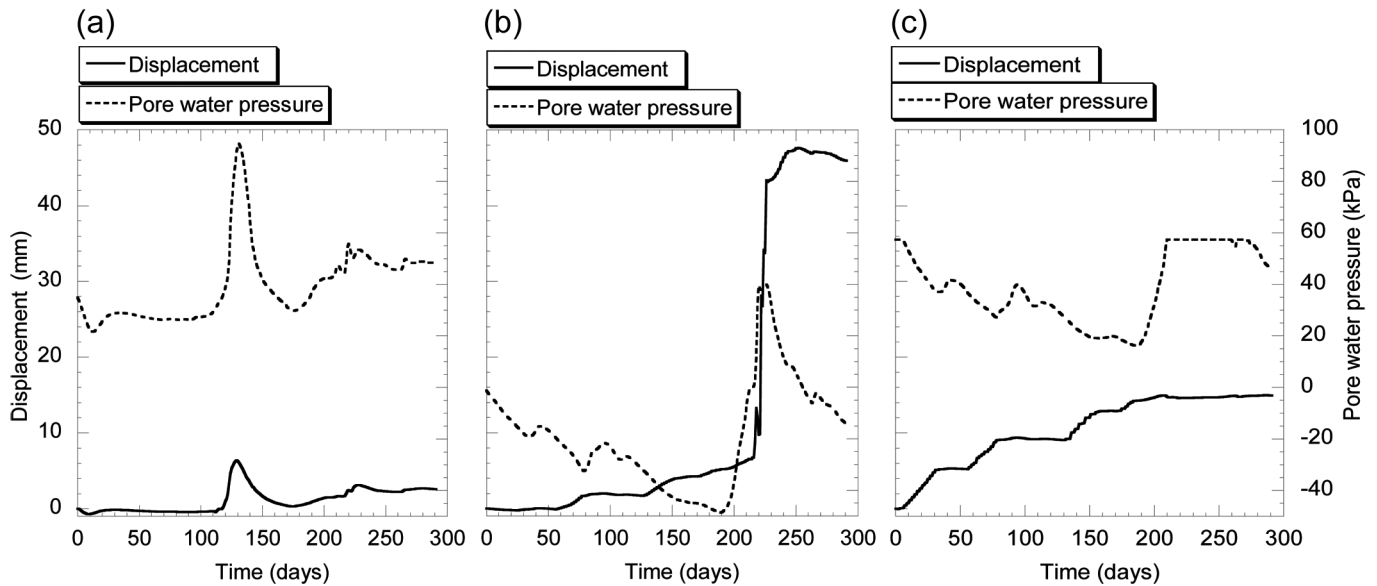 (a) (b) (c)
Displacement Displacement Displacement
Pore water pressure Pore water pressure Pore water pressure
50 100
40 80
30 60
20 40
10 20
0 0
-20
-40
Displacement (mm)
Pore water pressure (kPa)
0 50 100 150 200 250 300 0 50 100 150 200 250 300 0 50 100 150 200 250 300
Time (days) Time (days) Time (days)